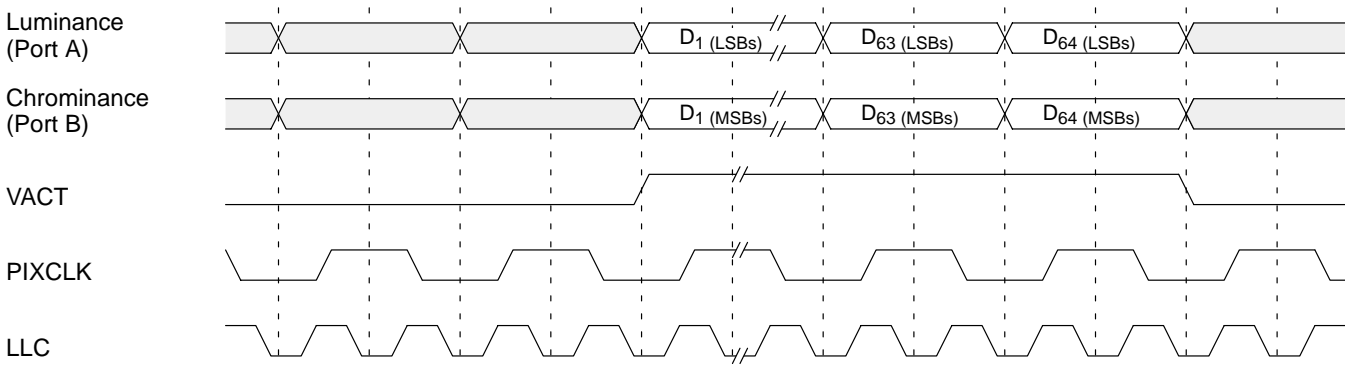 Luminance
(Port A)
D1 (LSBs)
D63 (LSBs)
D64 (LSBs)
Chrominance
(Port B)
D1 (MSBs)
D63 (MSBs)
D64 (MSBs)
VACT
PIXCLK
LLC